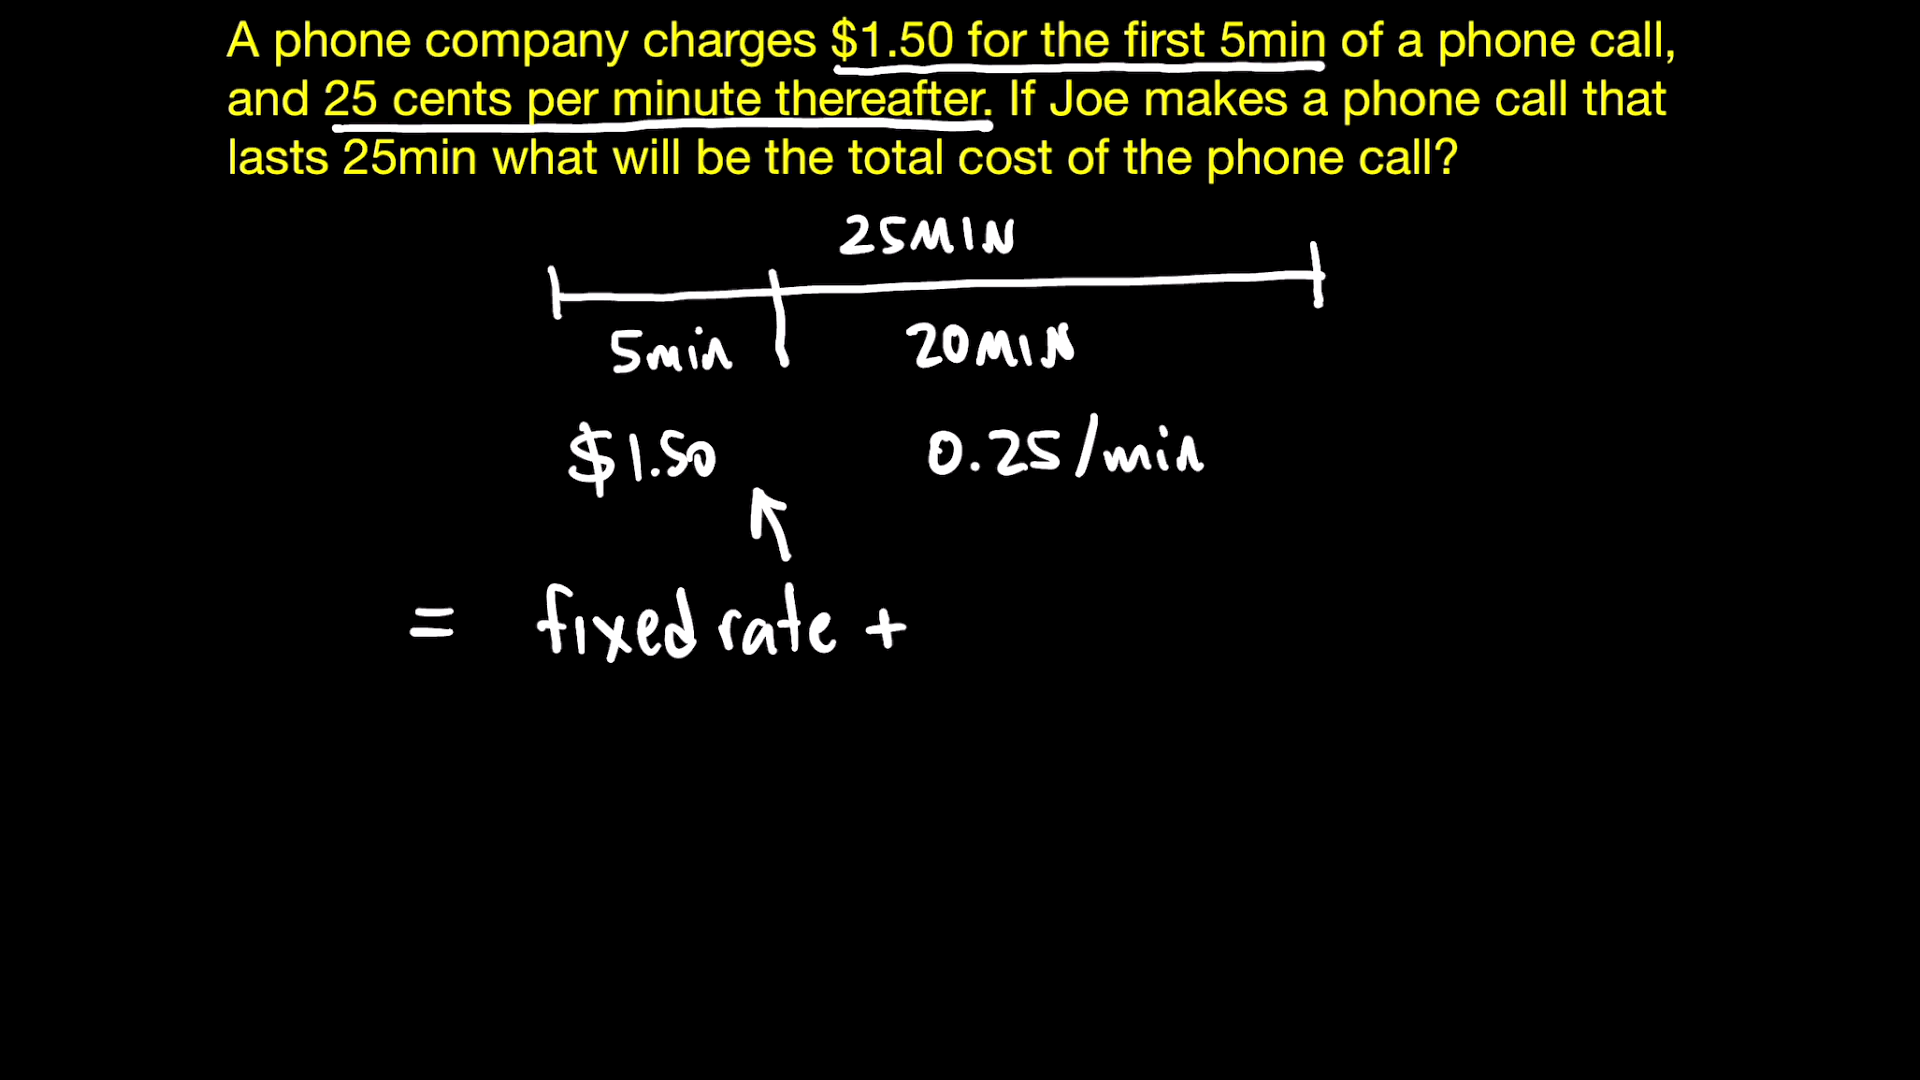 A phone company charges $1.50 for the first 5min of a phone call,
and 25 cents per minute thereafter. If Joe makes a phone call that
lasts 25min what will be the total cost of the phone call?
25MIN
5min 20MIN
$1.50 0.25/min
= fixed rate +